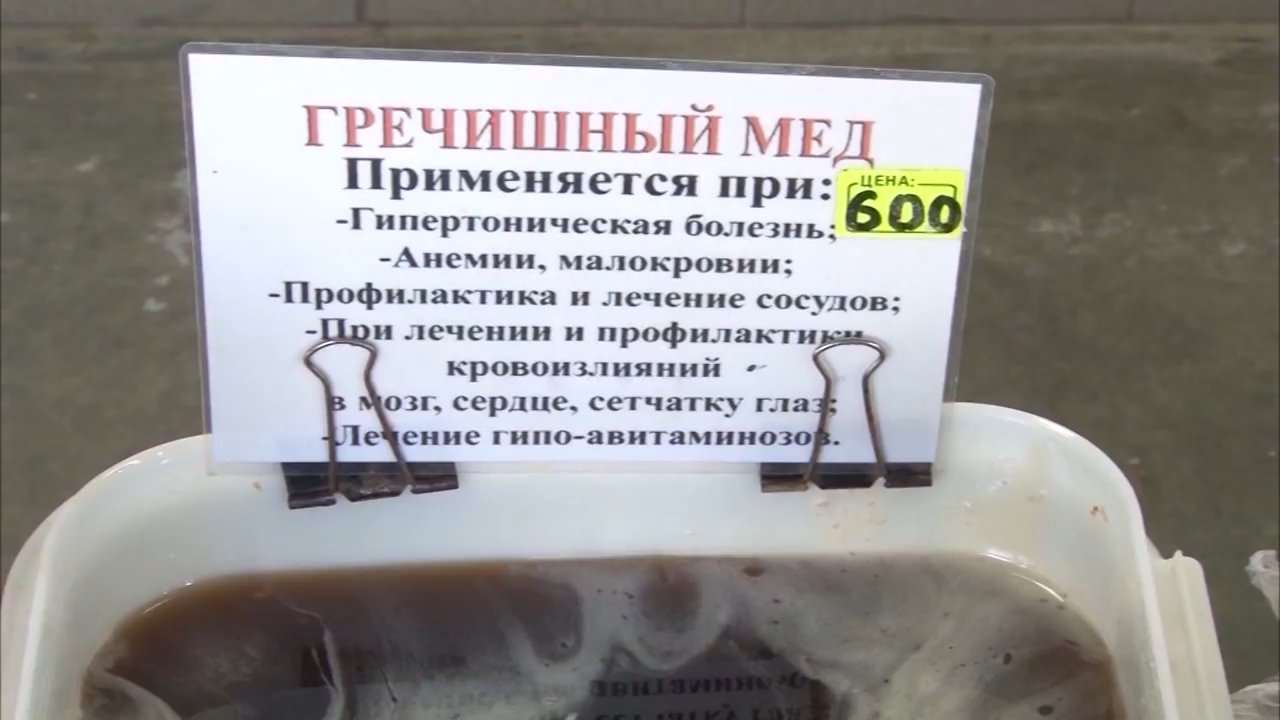 ГРЕЧИШНЫЙ МЕД
Применяется при:
ЦЕНА:
600
-Гипертоническая болезнь;
-Анемии, малокровии;
-Профилактика и лечение сосудов;
-При лечении и профилактики
кровоизлияний
в мозг, сердце, сетчатку глаз;
-Лечение гипо-авитаминозов.